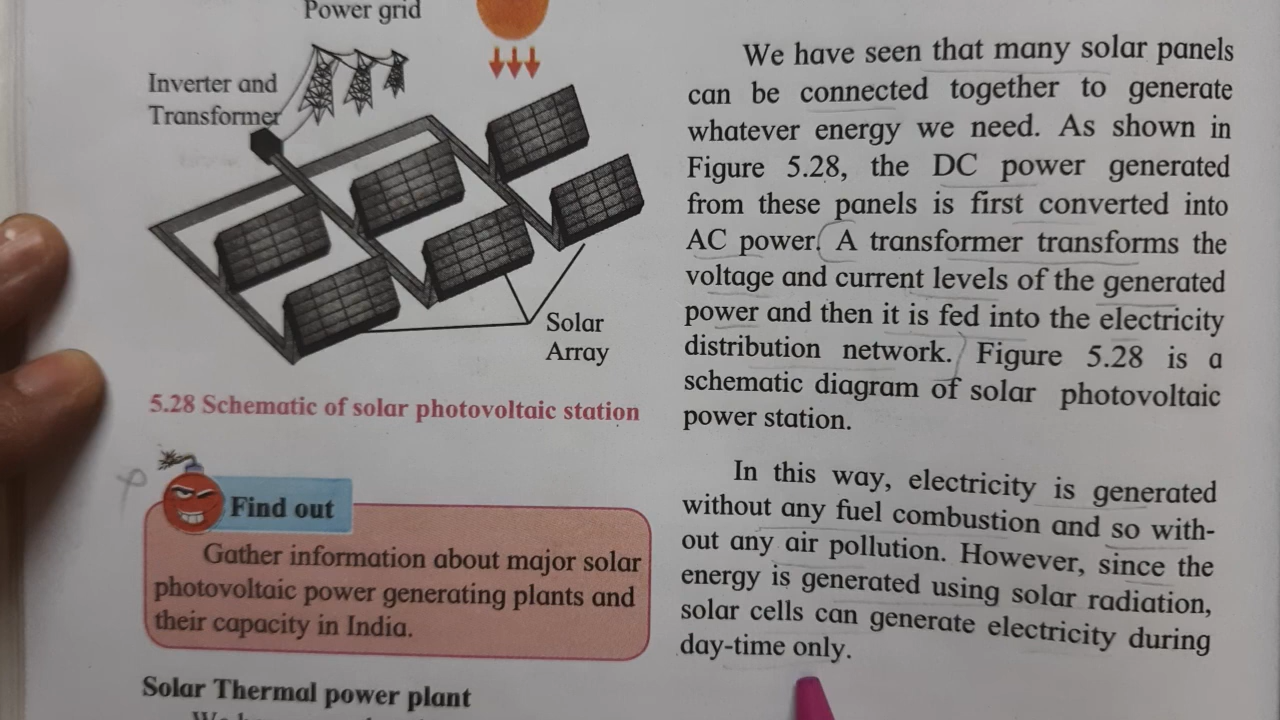 Power grid
Inverter and
Transformer
Solar
Array
5.28 Schematic of solar photovoltaic station
Find out
Gather information about major solar
photovoltaic power generating plants and
their capacity in India.
Solar Thermal power plant
We have seen that many solar panels
can be connected together to generate
whatever energy we need. As shown in
Figure 5.28, the DC power generated
from these panels is first converted into
AC power. A transformer transforms the
voltage and current levels of the generated
power and then it is fed into the electricity
distribution network. Figure 5.28 is a
schematic diagram of solar photovoltaic
power station.
In this way, electricity is generated
without any fuel combustion and so with-
out any air pollution. However, since the
energy is generated using solar radiation,
solar cells can generate electricity during
day-time only.